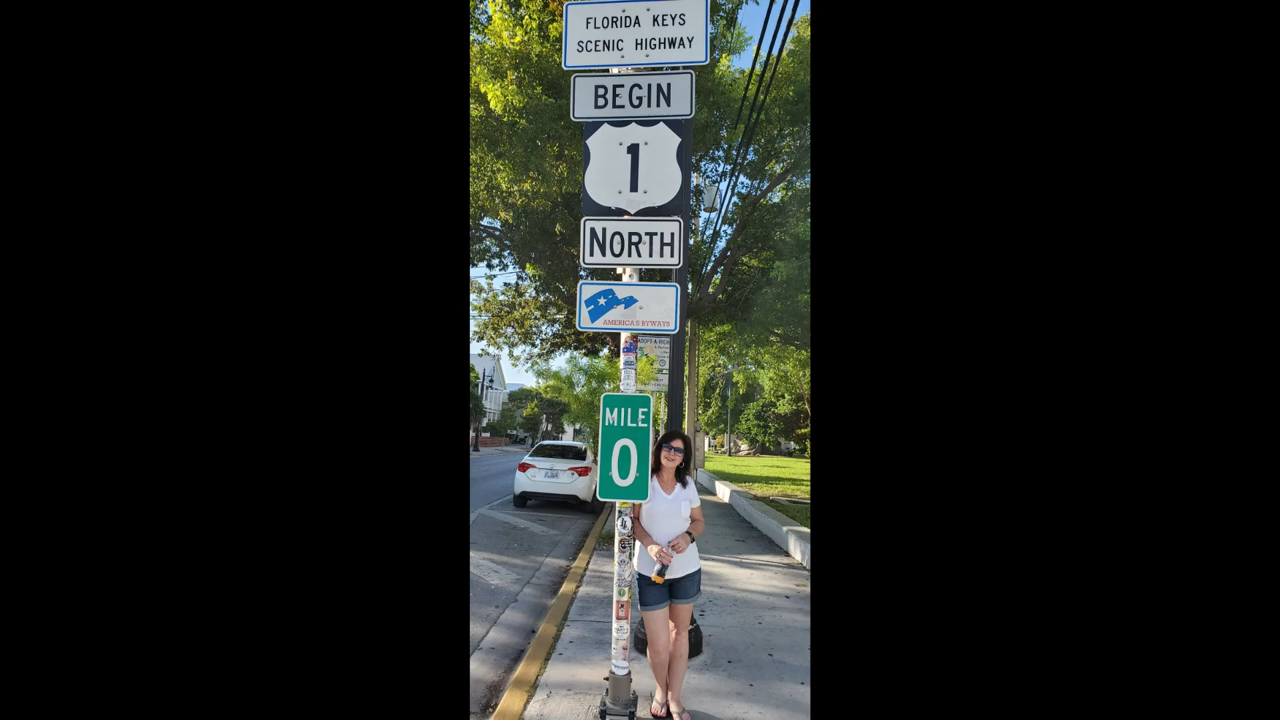 FLORIDA KEYS
SCENIC HIGHWAY
BEGIN
1
NORTH
AMERICA'S BYWAYS
MILE
0